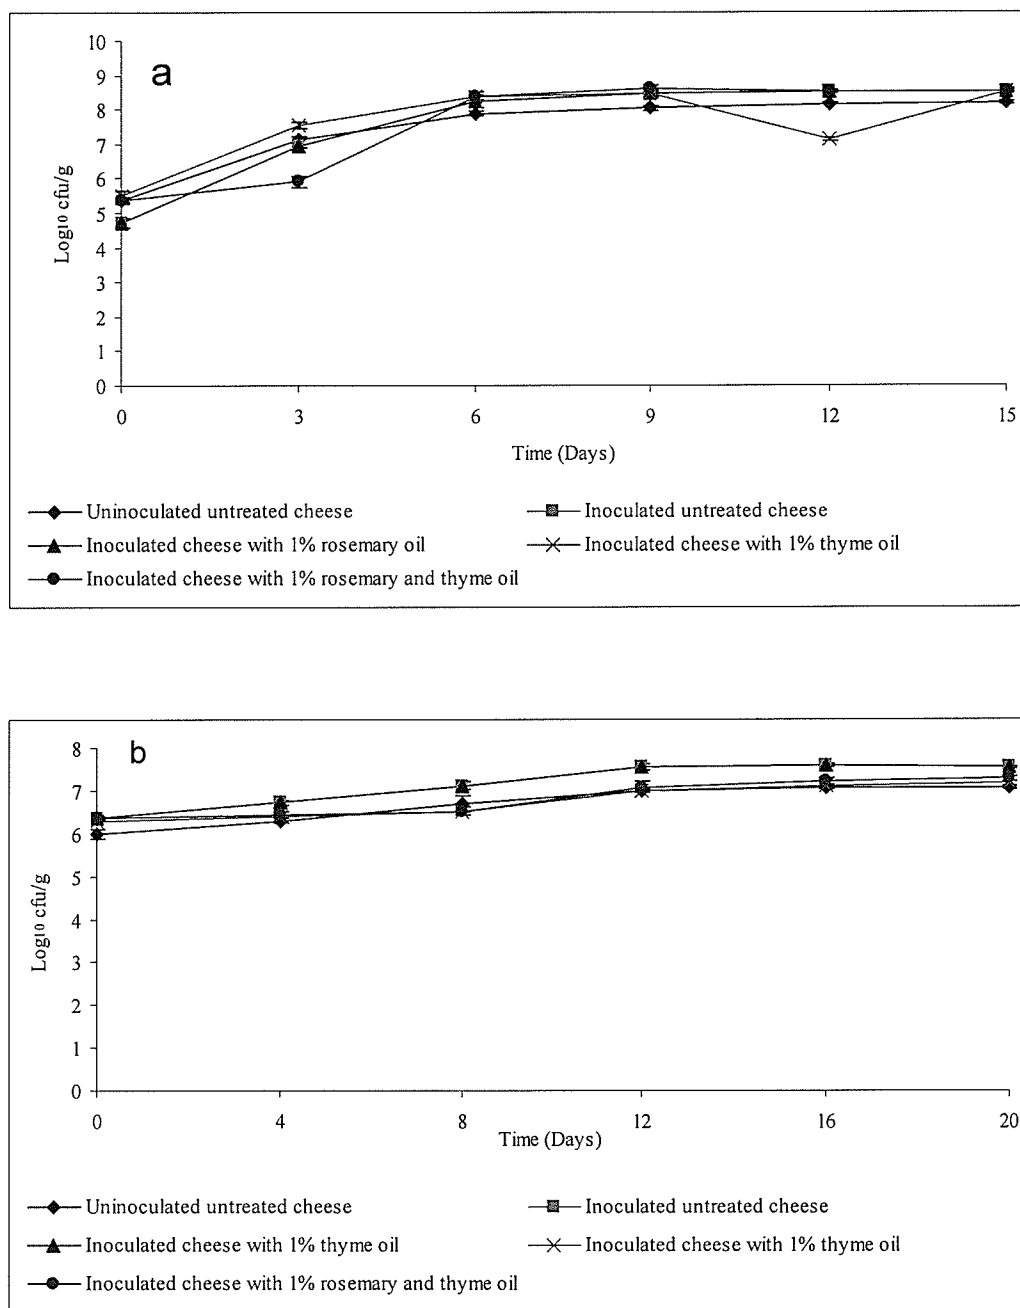 a
10
9
8
7
6
5
4
3
2
1
0
Log10 cfu/g
0 3 6 9 12 15
Time (Days)
Uninoculated untreated cheese
Inoculated untreated cheese
Inoculated cheese with 1% rosemary oil
Inoculated cheese with 1% thyme oil
Inoculated cheese with 1% rosemary and thyme oil
b
8
7
6
5
4
3
2
1
0
Log10 cfu/g
0 4 8 12 16 20
Time (Days)
Uninoculated untreated cheese
Inoculated untreated cheese
Inoculated cheese with 1% thyme oil
Inoculated cheese with 1% thyme oil
Inoculated cheese with 1% rosemary and thyme oil